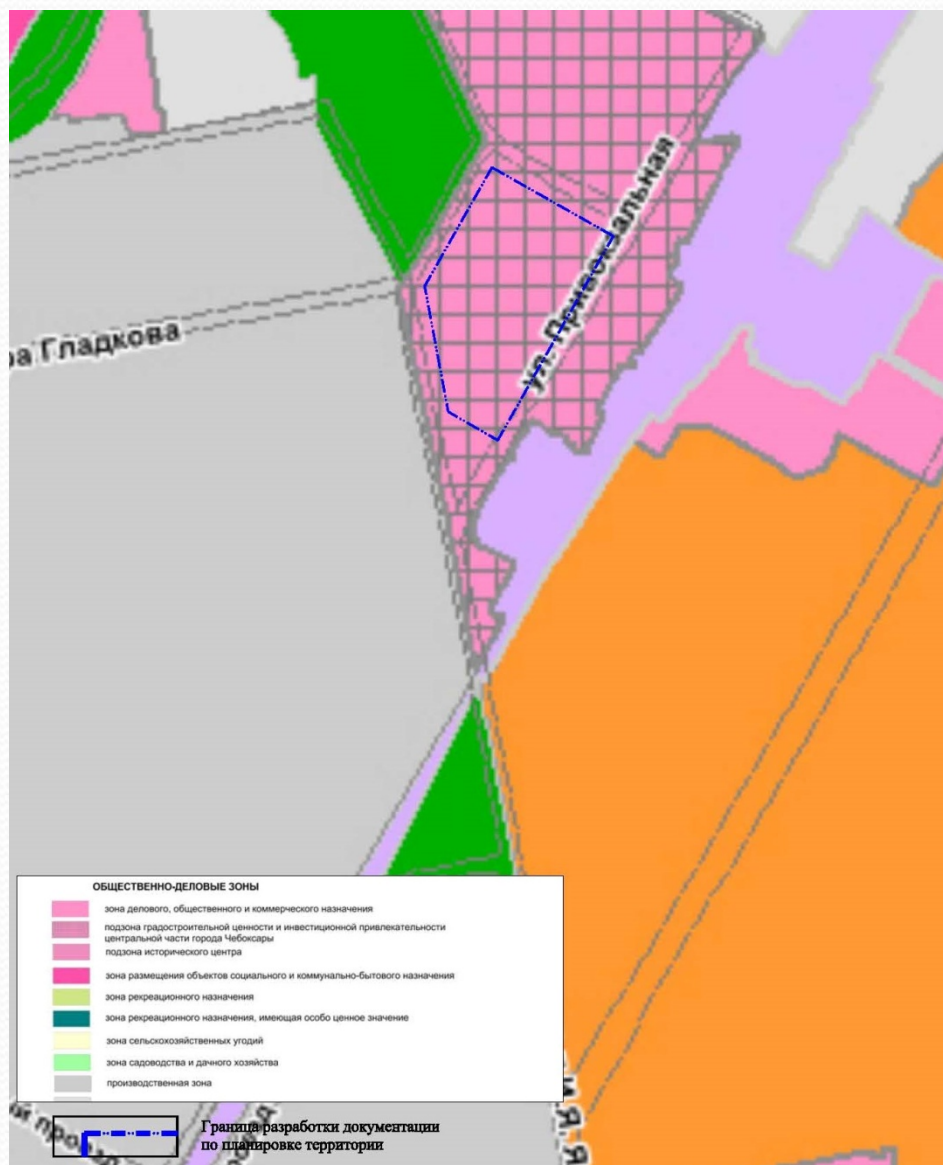 ул. Привокзальная
ра Гладкова
ОБЩЕСТВЕННО-ДЕЛОВЫЕ ЗОНЫ
зона делового, общественного и коммерческого назначения
подзона градостроительной ценности и инвестиционной привлекательности
центральной части города Чебоксары
подзона исторического центра
зона размещения объектов социального и коммунально-бытового назначения
зона рекреационного назначения
зона рекреационного назначения, имеющая особо ценное значение
зона сельскохозяйственных угодий
зона садоводства и дачного хозяйства
производственная зона
Граница разработки документации
по планировке территории